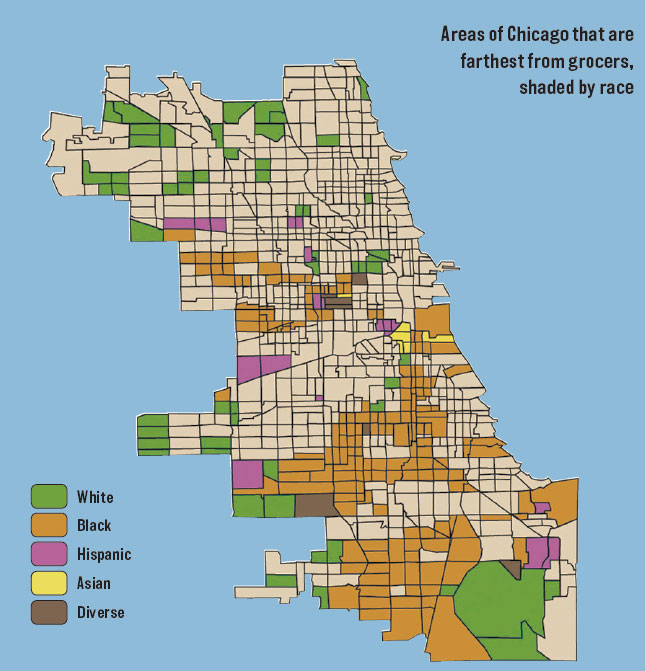 Areas of Chicago that are
farthest from grocers,
shaded by race
White
Black
Hispanic
Asian
Diverse